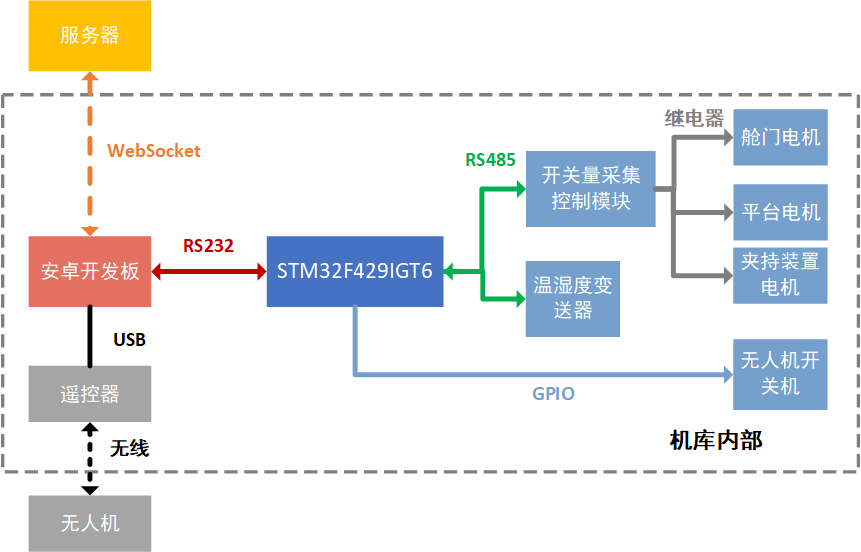 服务器
WebSocket
继电器
舱门电机
RS485
开关量采集
控制模块
平台电机
RS232
安卓开发板
STM32F429IGT6
夹持装置
电机
温湿度变
送器
USB
无人机开
关机
遥控器
GPIO
无线
机库内部
无人机